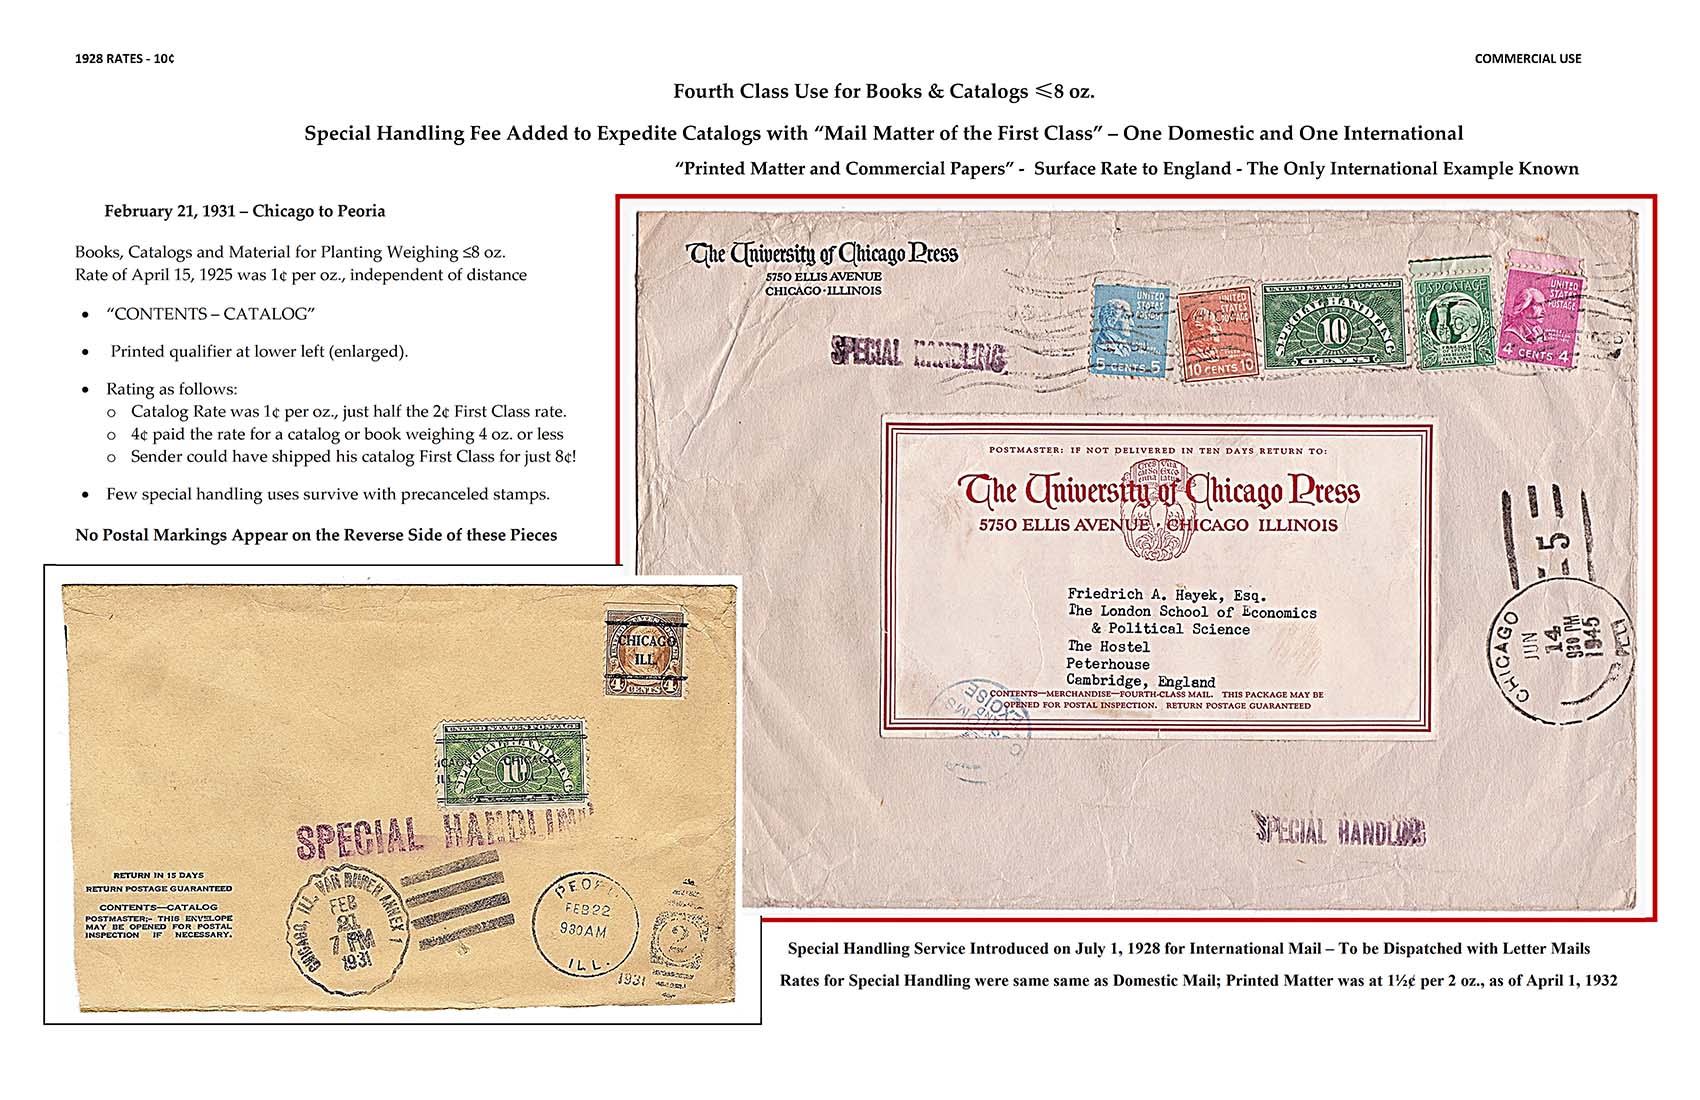 1928 RATES - 10¢
COMMERCIAL USE
Fourth Class Use for Books & Catalogs ⩽8 oz.
Special Handling Fee Added to Expedite Catalogs with “Mail Matter of the First Class” – One Domestic and One International
“Printed Matter and Commercial Papers” - Surface Rate to England - The Only International Example Known
February 21, 1931 – Chicago to Peoria
Books, Catalogs and Material for Planting Weighing ≤8 oz.
Rate of April 15, 1925 was 1¢ per oz., independent of distance
• “CONTENTS – CATALOG”
• Printed qualifier at lower left (enlarged).
• Rating as follows:
o Catalog Rate was 1¢ per oz., just half the 2¢ First Class rate.
o 4¢ paid the rate for a catalog or book weighing 4 oz. or less
o Sender could have shipped his catalog First Class for just 8¢!
• Few special handling uses survive with precanceled stamps.
No Postal Markings Appear on the Reverse Side of these Pieces
The University of Chicago Press
5750 ELLIS AVENUE
CHICAGO · ILLINOIS
SPECIAL HANDLING
UNITED STATES POSTAGE
5 CENTS 5
UNITED STATES POSTAGE
10 CENTS 10
UNITED STATES POSTAGE
SPECIAL HANDLING
10
CENTS
US POSTAGE
1¢
UNITED STATES POSTAGE
4 CENTS 4
POSTMASTER: IF NOT DELIVERED IN TEN DAYS RETURN TO:
The University of Chicago Press
5750 ELLIS AVENUE · CHICAGO ILLINOIS
Friedrich A. Hayek, Esq.
The London School of Economics
& Political Science
The Hostel
Peterhouse
Cambridge, England
CONTENTS—MERCHANDISE—FOURTH-CLASS MAIL. THIS PACKAGE MAY BE
OPENED FOR POSTAL INSPECTION. RETURN POSTAGE GUARANTEED
5
CHICAGO
JUN
14
930 PM
1945
SPECIAL HANDLING
CHICAGO
ILL.
4 CENTS 4
UNITED STATES POSTAGE
SPECIAL HANDLING
CHICAGO
10
CENTS
SPECIAL HANDLING
RETURN IN 15 DAYS
RETURN POSTAGE GUARANTEED
CONTENTS—CATALOG
POSTMASTER:- THIS ENVELOPE
MAY BE OPENED FOR POSTAL
INSPECTION IF NECESSARY.
CHICAGO, ILL. VAN BUREN ANNEX 1
FEB
21
7 PM
1931
PEORI
FEB 22
930 AM
ILL.
1931
2
Special Handling Service Introduced on July 1, 1928 for International Mail – To be Dispatched with Letter Mails
Rates for Special Handling were same same as Domestic Mail; Printed Matter was at 1½¢ per 2 oz., as of April 1, 1932